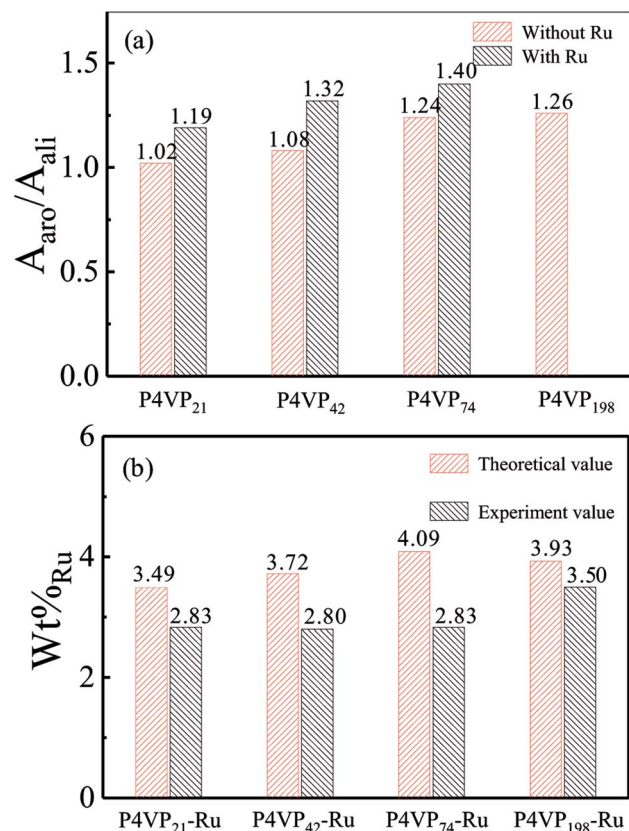 (a)
Without Ru
With Ru
1.5
1.0
0.5
0.0
A_aro/A_ali
1.02
1.19
1.08
1.32
1.24
1.40
1.26
P4VP₂₁
P4VP₄₂
P4VP₇₄
P4VP₁₉₈
(b)
Theoretical value
Experiment value
6
4
2
0
Wt%_Ru
3.49
2.83
3.72
2.80
4.09
2.83
3.93
3.50
P4VP₂₁-Ru
P4VP₄₂-Ru
P4VP₇₄-Ru
P4VP₁₉₈-Ru